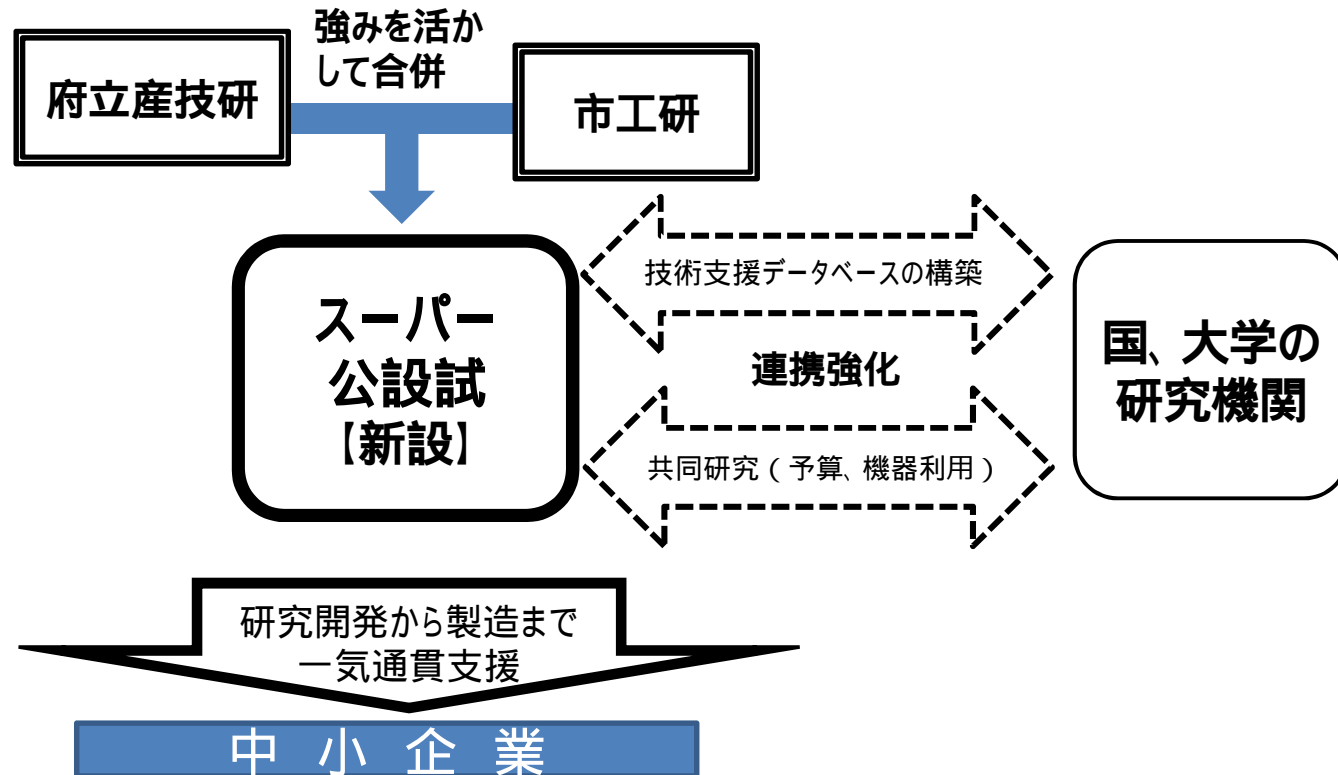 強みを活か
して合併
府立産技研
市工研
技術支援データベースの構築
スーパー
公設試
【新設】
連携強化
国、大学の
研究機関
共同研究（予算、機器利用）
研究開発から製造まで
一気通貫支援
中小企業